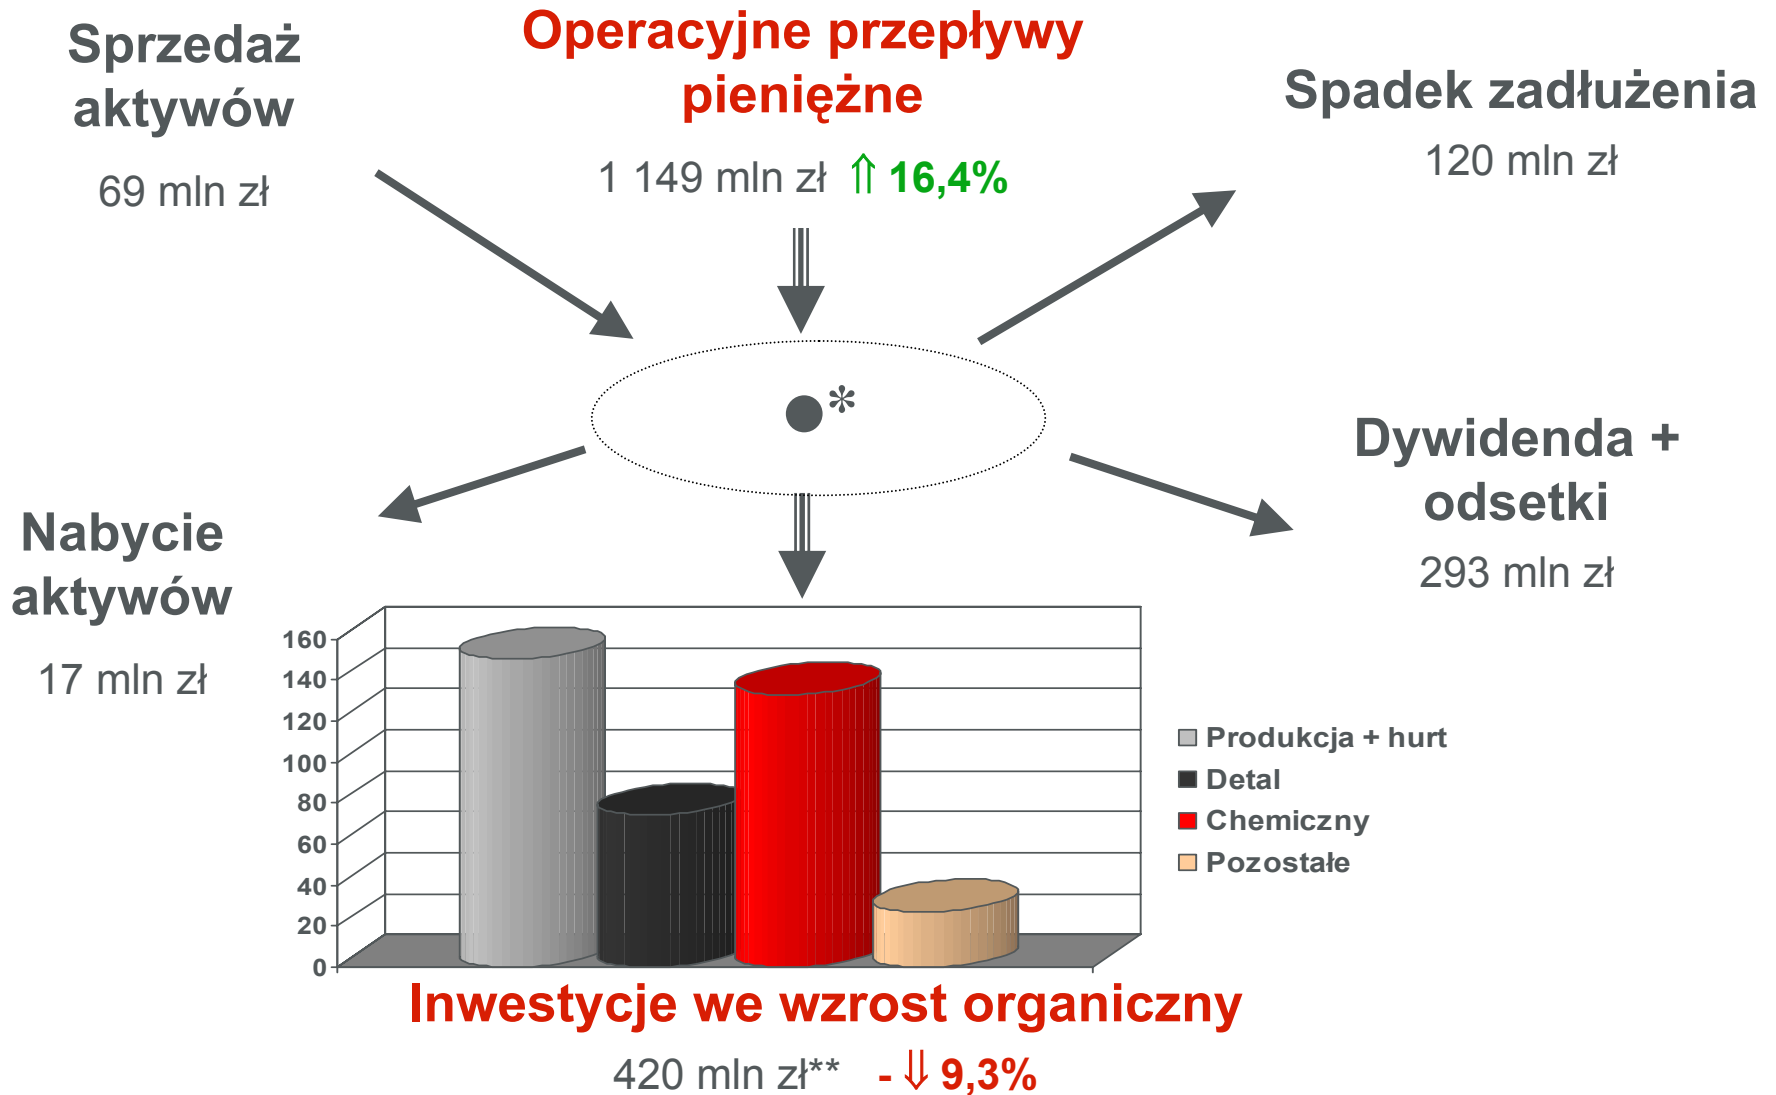 Sprzedaż
aktywów
69 mln zł
Operacyjne przepływy
pieniężne
1 149 mln zł ⇑ 16,4%
Spadek zadłużenia
120 mln zł
*
Dywidenda +
odsetki
293 mln zł
Nabycie
aktywów
17 mln zł
160
140
120
100
80
60
40
20
0
Produkcja + hurt
Detal
Chemiczny
Pozostałe
Inwestycje we wzrost organiczny
420 mln zł** - ⇓ 9,3%